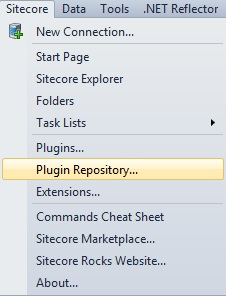 Sitecore Data Tools .NET Reflector
New Connection...
Start Page
Sitecore Explorer
Folders
Task Lists
Plugins...
Plugin Repository...
Extensions...
Commands Cheat Sheet
Sitecore Marketplace...
Sitecore Rocks Website...
About...